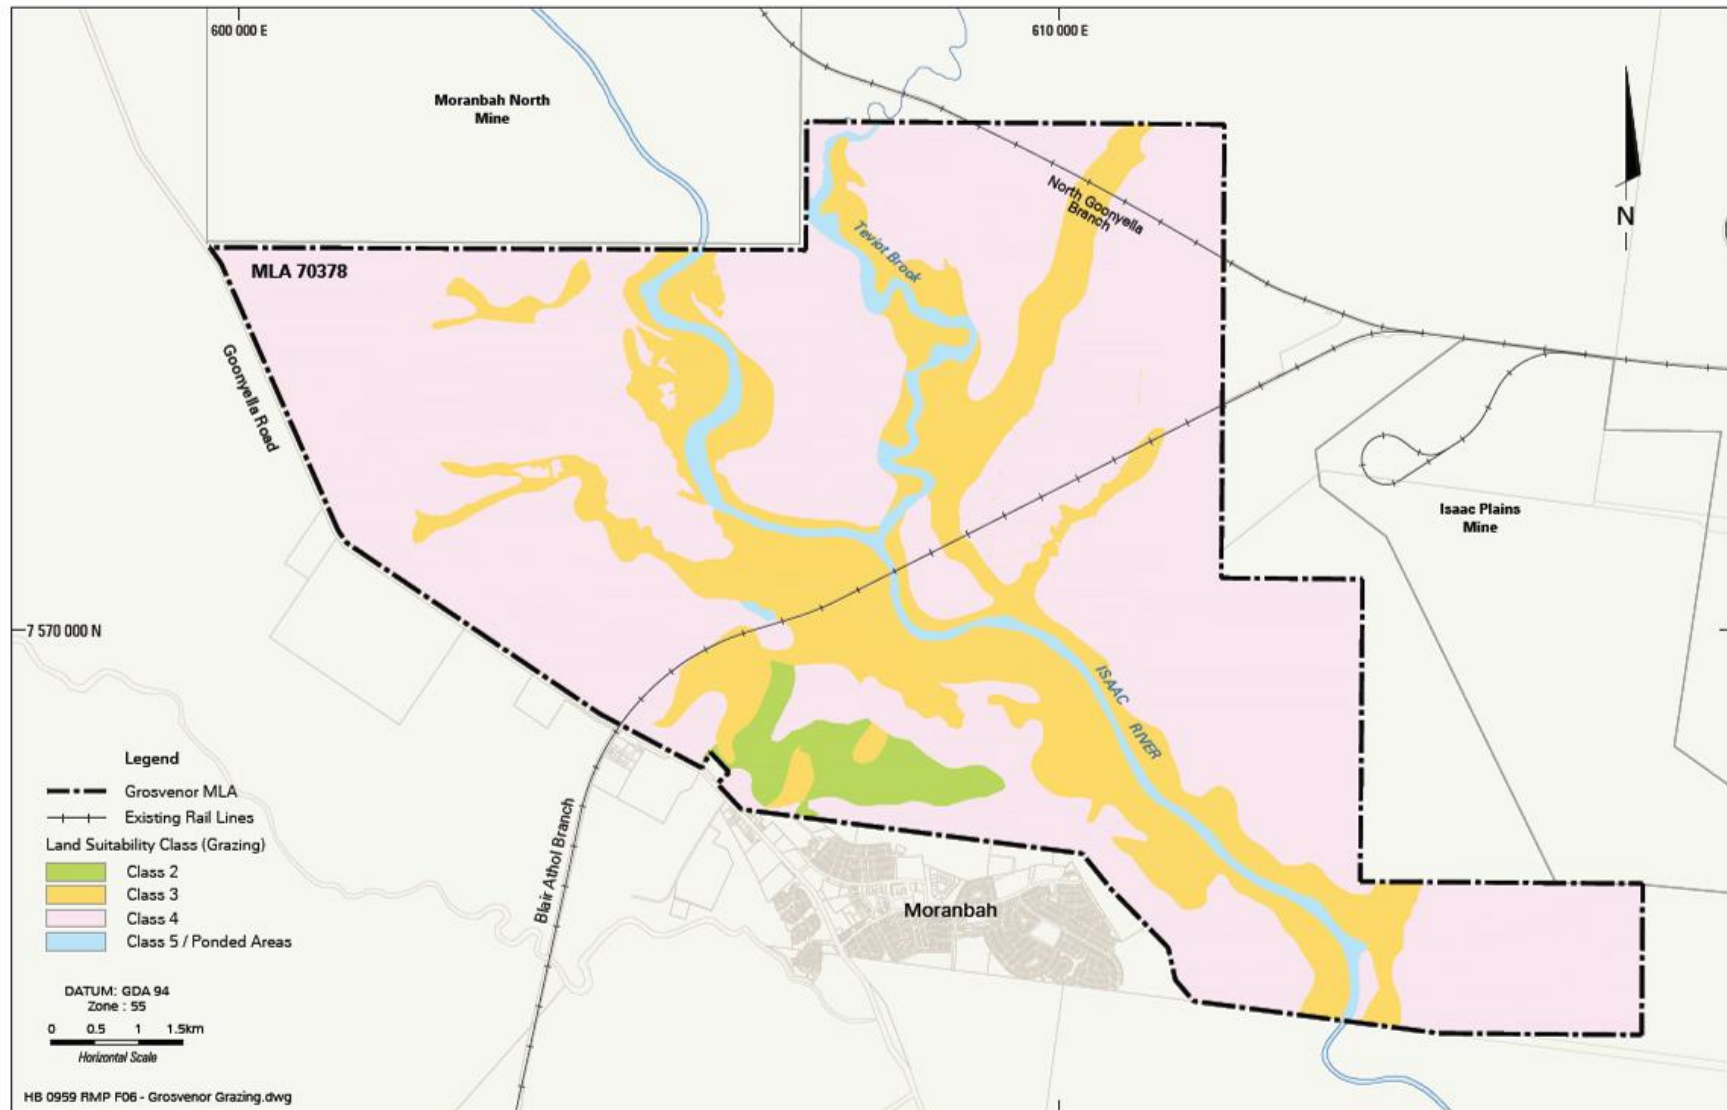 600 000 E
610 000 E
Moranbah North
Mine
North Goonyella
Branch
Teviot Brook
N
MLA 70378
Goonyella Road
Isaac Plains
Mine
7 570 000 N
ISAAC
RIVER
Legend
Grosvenor MLA
Existing Rail Lines
Land Suitability Class (Grazing)
Class 2
Class 3
Class 4
Class 5 / Ponded Areas
Blair Athol Branch
Moranbah
DATUM: GDA 94
Zone : 55
0 0.5 1 1.5km
Horizontal Scale
HB 0959 RMP F06 - Grosvenor Grazing.dwg